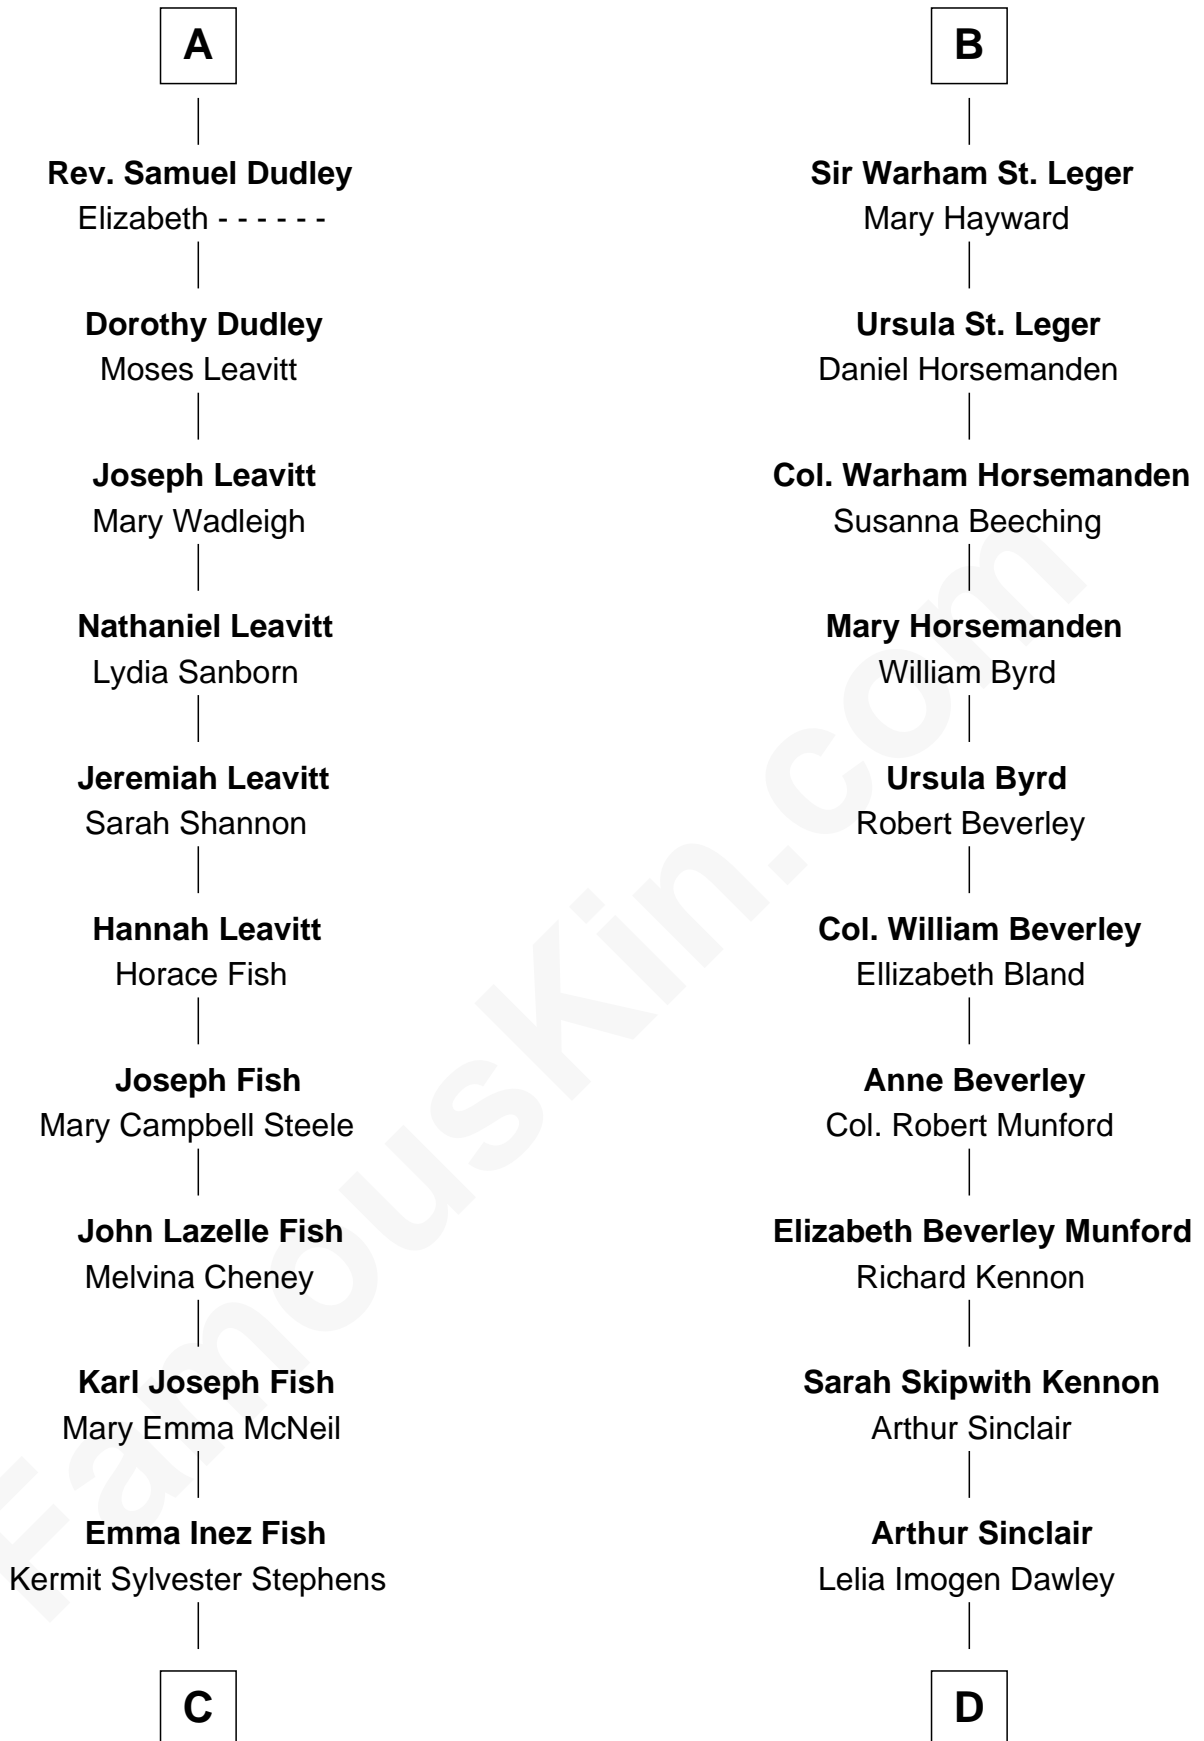 A
Rev. Samuel Dudley
Elizabeth - - - - - -
Dorothy Dudley
Moses Leavitt
Joseph Leavitt
Mary Wadleigh
Nathaniel Leavitt
Lydia Sanborn
Jeremiah Leavitt
Sarah Shannon
Hannah Leavitt
Horace Fish
Joseph Fish
Mary Campbell Steele
John Lazelle Fish
Melvina Cheney
Karl Joseph Fish
Mary Emma McNeil
Emma Inez Fish
Kermit Sylvester Stephens
C
B
Sir Warham St. Leger
Mary Hayward
Ursula St. Leger
Daniel Horsemanden
Col. Warham Horsemanden
Susanna Beeching
Mary Horsemanden
William Byrd
Ursula Byrd
Robert Beverley
Col. William Beverley
Ellizabeth Bland
Anne Beverley
Col. Robert Munford
Elizabeth Beverley Munford
Richard Kennon
Sarah Skipwith Kennon
Arthur Sinclair
Arthur Sinclair
Lelia Imogen Dawley
D
FamousKin.com